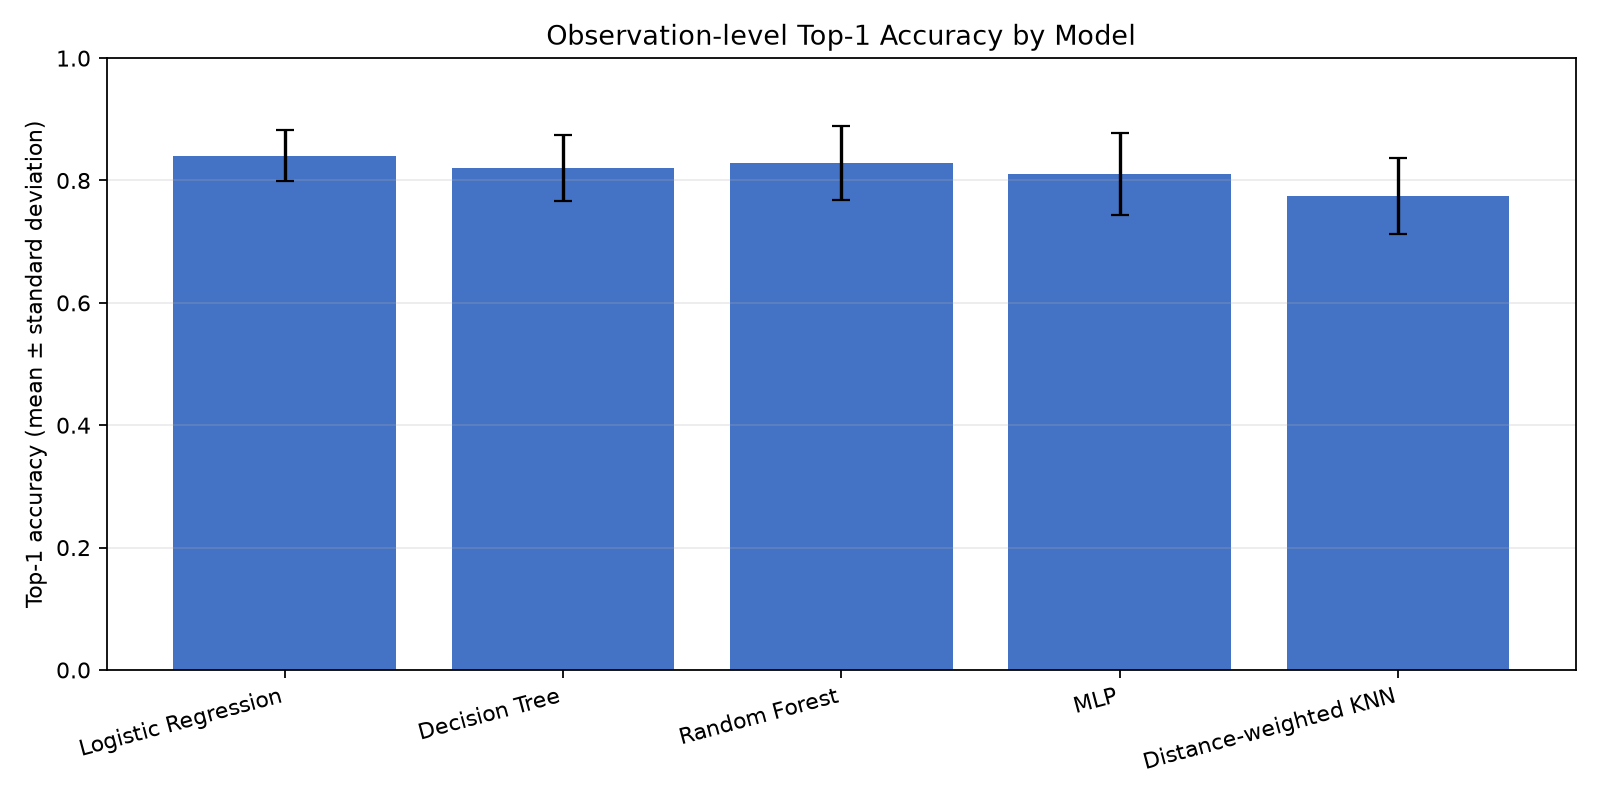 Observation-level Top-1 Accuracy by Model
Top-1 accuracy (mean ± standard deviation)
1.0
0.8
0.6
0.4
0.2
0.0
Logistic Regression
Decision Tree
Random Forest
MLP
Distance-weighted KNN